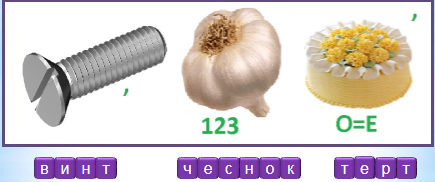 ,
,
123
О=Е
винт чеснок терт